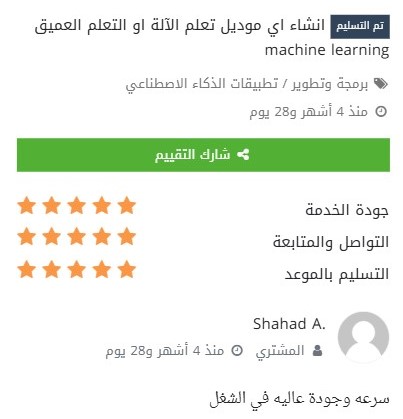 تم التسليم انشاء اي موديل تعلم الآلة او التعلم العميق
machine learning
برمجة وتطوير / تطبيقات الذكاء الاصطناعي
منذ 4 أشهر و28 يوم
شارك التقييم
جودة الخدمة
التواصل والمتابعة
التسليم بالموعد
Shahad A.
المشتري منذ 4 أشهر و28 يوم
سرعه وجودة عاليه في الشغل